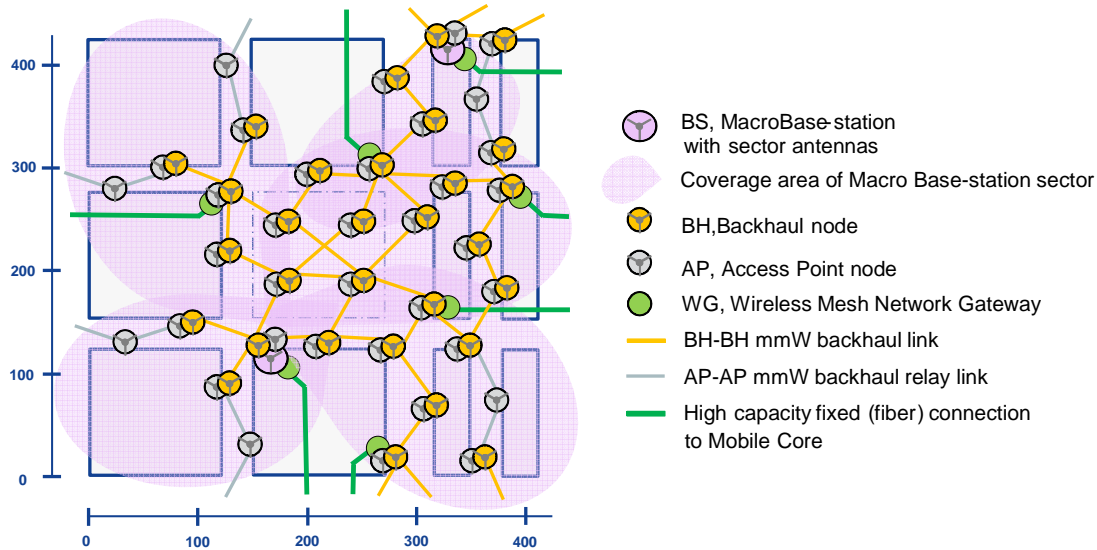 400
300
200
100
0
0
100
200
300
400
BS, MacroBase-station
with sector antennas
Coverage area of Macro Base-station sector
BH,Backhaul node
AP, Access Point node
WG, Wireless Mesh Network Gateway
BH-BH mmW backhaul link
AP-AP mmW backhaul relay link
High capacity fixed (fiber) connection
to Mobile Core